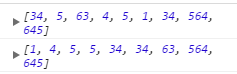 [34, 5, 63, 4, 5, 1, 34, 564,
645]
[1, 4, 5, 5, 34, 34, 63, 564,
645]